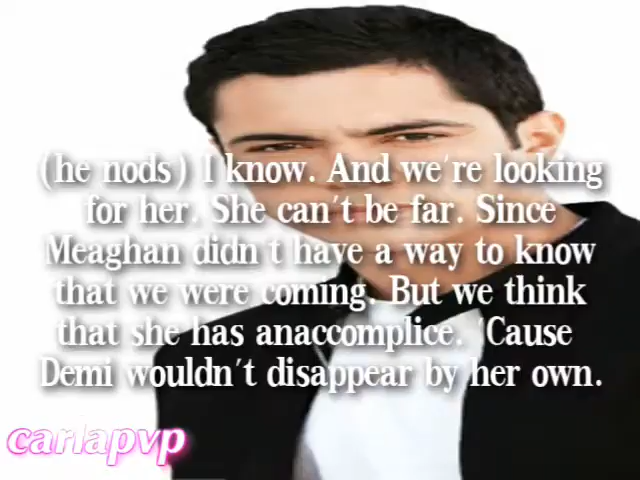 (he nods) I know. And we're looking
for her. She can't be far. Since
Meaghan didn't have a way to know
that we were coming. But we think
that she has anaccomplice. 'Cause
Demi wouldn't disappear by her own.
carlapvp